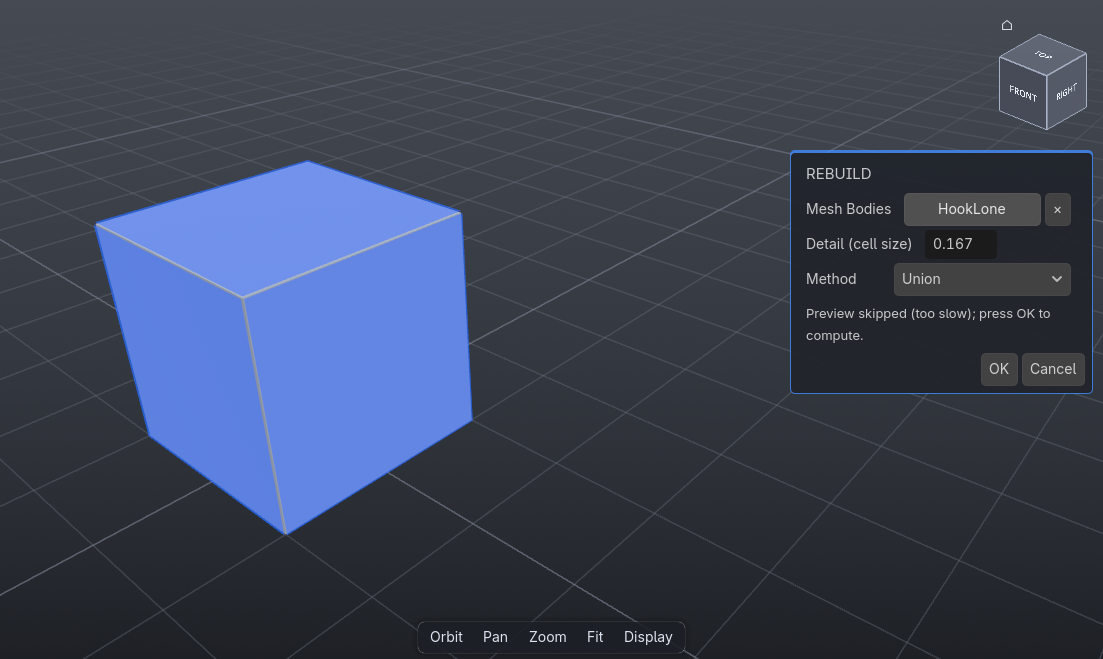 TOP
FRONT
RIGHT
REBUILD
Mesh Bodies HookLone ×
Detail (cell size) 0.167
Method Union
Preview skipped (too slow); press OK to
compute.
OK Cancel
Orbit Pan Zoom Fit Display